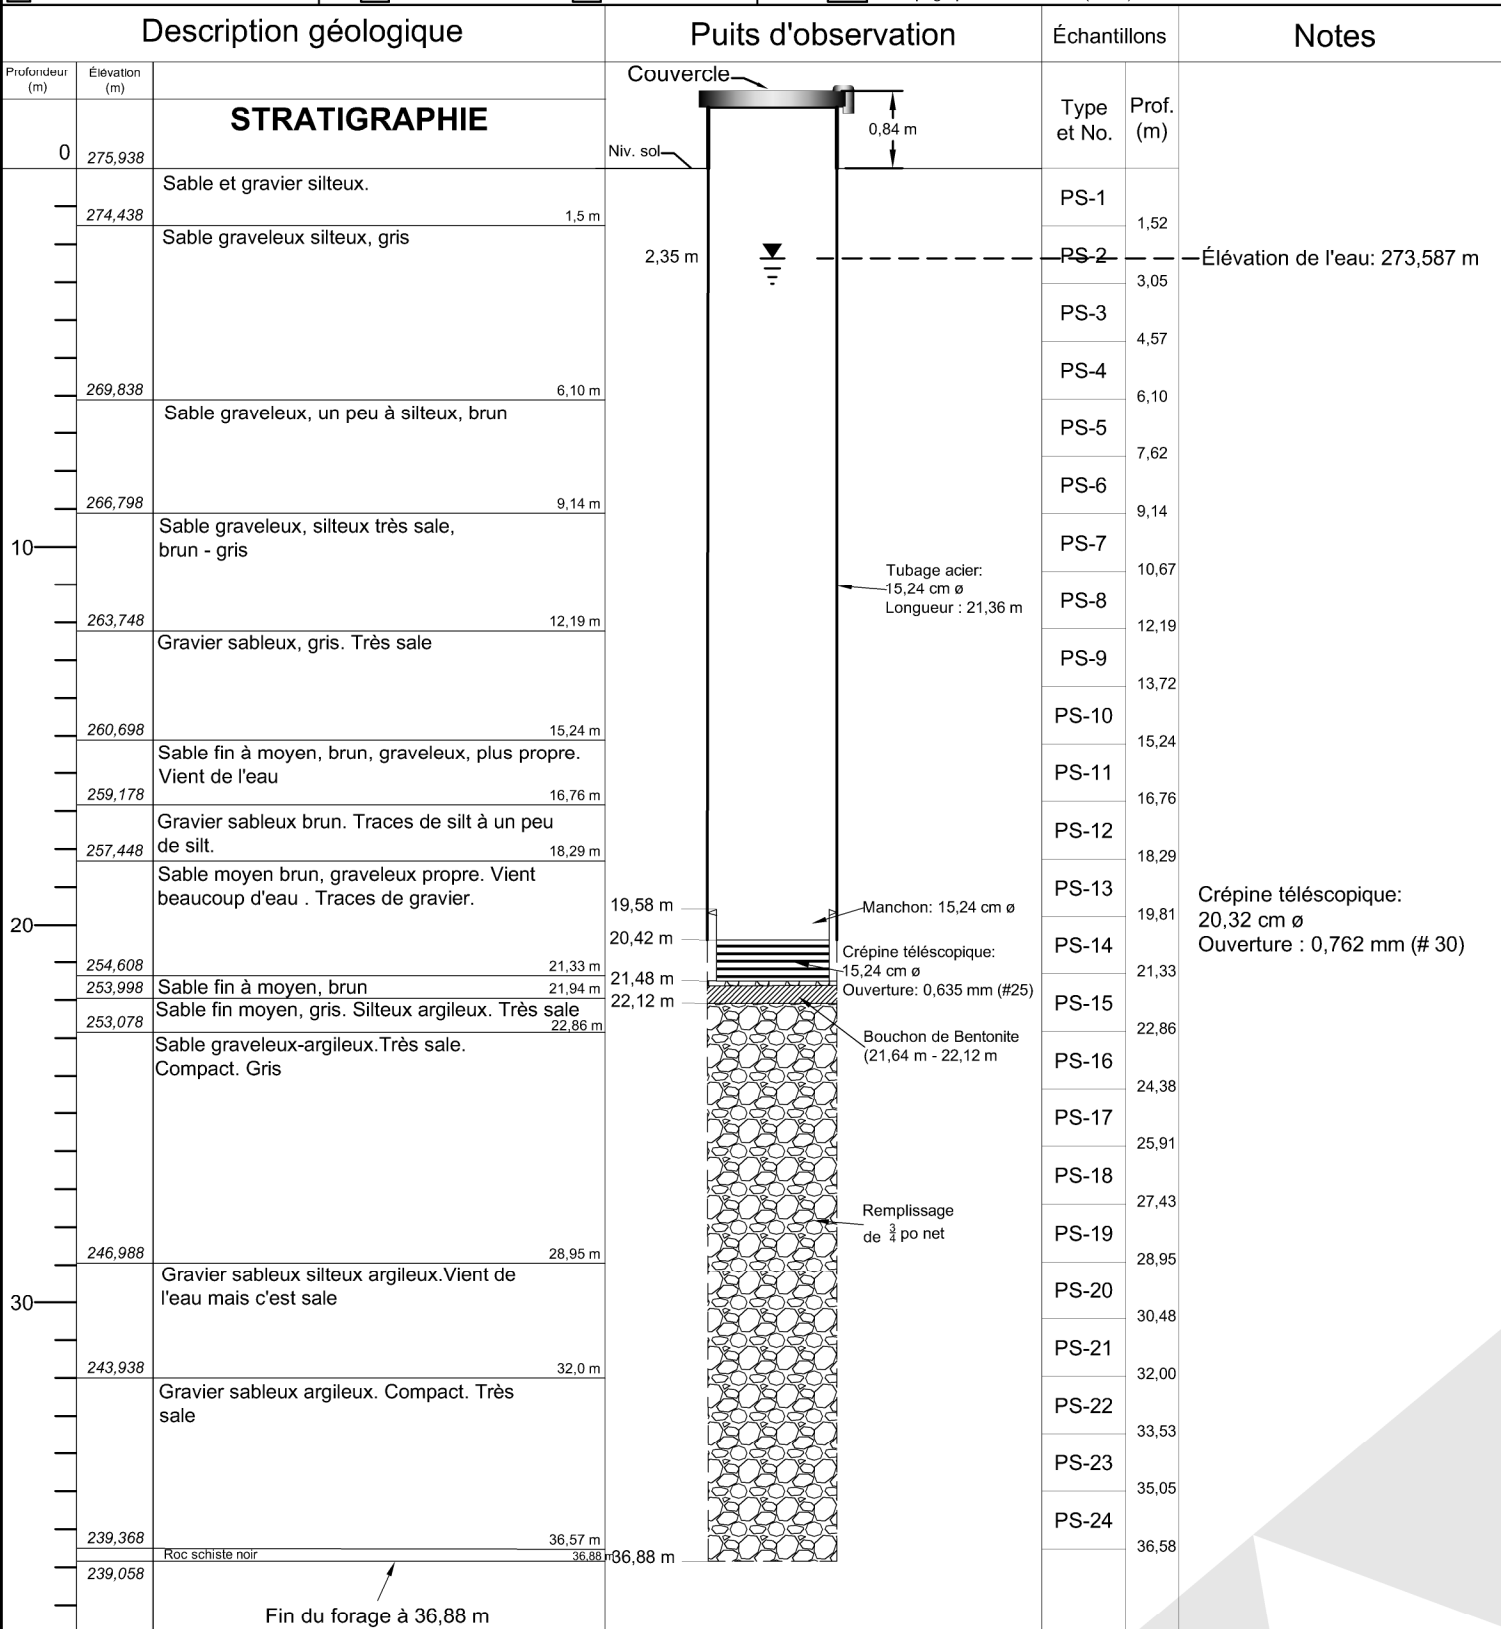 Description géologique
Puits d'observation
Échantillons
Notes
Profondeur
(m)
Élévation
(m)
STRATIGRAPHIE
Couvercle
0,84 m
Niv. sol
Type
et No.
Prof.
(m)
0
275,938
Sable et gravier silteux.
274,438
1,5 m
Sable graveleux silteux, gris
269,838
6,10 m
Sable graveleux, un peu à silteux, brun
266,798
9,14 m
Sable graveleux, silteux très sale,
brun - gris
10
263,748
12,19 m
Gravier sableux, gris. Très sale
260,698
15,24 m
Sable fin à moyen, brun, graveleux, plus propre.
Vient de l'eau
259,178
16,76 m
Gravier sableux brun. Traces de silt à un peu
de silt.
257,448
18,29 m
Sable moyen brun, graveleux propre. Vient
beaucoup d'eau . Traces de gravier.
20
254,608
21,33 m
253,998
Sable fin à moyen, brun
21,94 m
Sable fin moyen, gris. Silteux argileux. Très sale
253,078
22,86 m
Sable graveleux-argileux.Très sale.
Compact. Gris
246,988
28,95 m
Gravier sableux silteux argileux.Vient de
l'eau mais c'est sale
30
243,938
32,0 m
Gravier sableux argileux. Compact. Très
sale
239,368
36,57 m
Roc schiste noir
36,88 m
239,058
Fin du forage à 36,88 m
2,35 m
Tubage acier:
15,24 cm ø
Longueur : 21,36 m
19,58 m
Manchon: 15,24 cm ø
20,42 m
Crépine téléscopique:
15,24 cm ø
Ouverture: 0,635 mm (#25)
21,48 m
22,12 m
Bouchon de Bentonite
(21,64 m - 22,12 m
Remplissage
de 3/4 po net
36,88 m
PS-1
1,52
PS-2
3,05
PS-3
4,57
PS-4
6,10
PS-5
7,62
PS-6
9,14
PS-7
10,67
PS-8
12,19
PS-9
13,72
PS-10
15,24
PS-11
16,76
PS-12
18,29
PS-13
19,81
PS-14
21,33
PS-15
22,86
PS-16
24,38
PS-17
25,91
PS-18
27,43
PS-19
28,95
PS-20
30,48
PS-21
32,00
PS-22
33,53
PS-23
35,05
PS-24
36,58
Élévation de l'eau: 273,587 m
Crépine téléscopique:
20,32 cm ø
Ouverture : 0,762 mm (# 30)